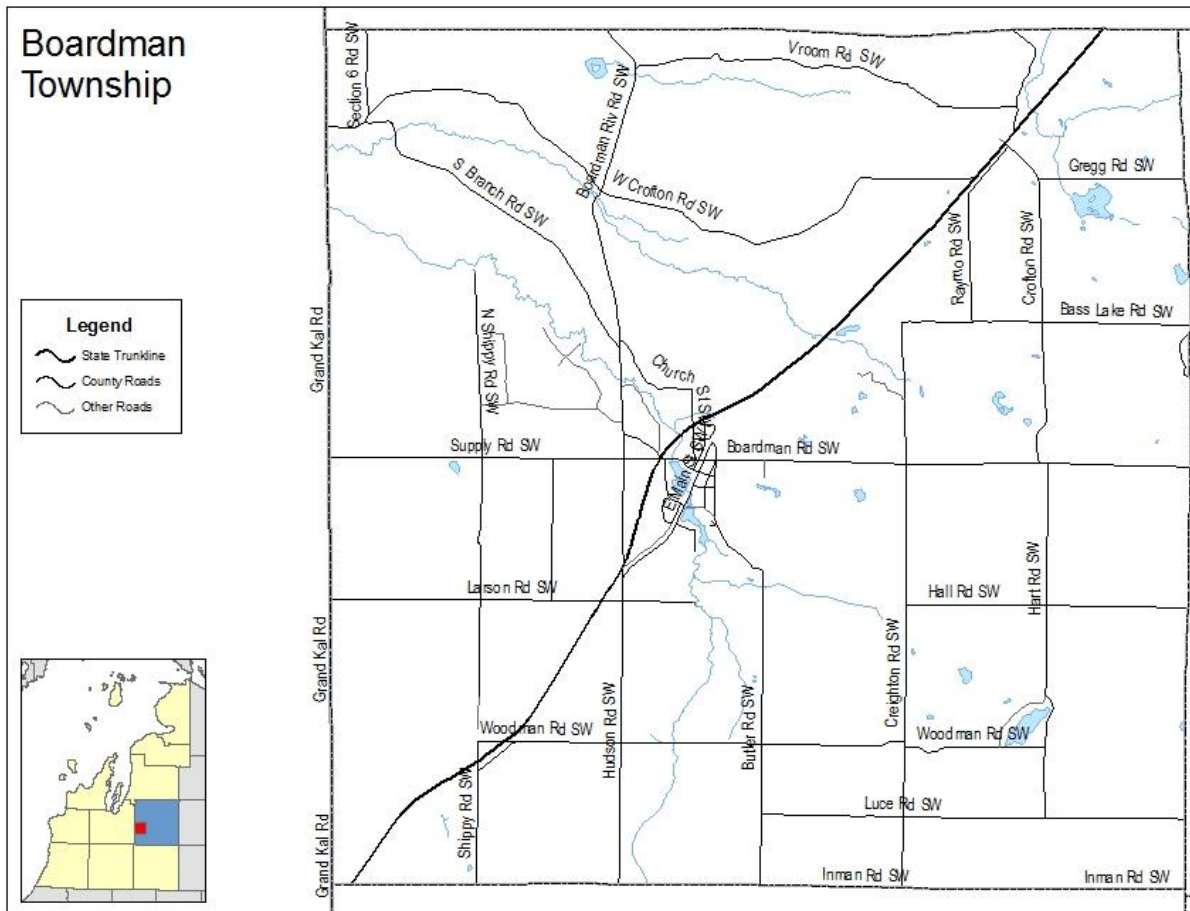 Boardman
Township
Section 6 Rd SW
Vroom Rd SW
Boardman Riv Rd SW
S Branch Rd SW
W Crofton Rd SW
Gregg Rd SW
Raymo Rd SW
Crofton Rd SW
Bass Lake Rd SW
Grand Kal Rd
N Shippy Rd SW
Church
St SW
Legend
State Trunkline
County Roads
Other Roads
Supply Rd SW
Boardman Rd SW
E Main St SW
Larson Rd SW
Hall Rd SW
Hart Rd SW
Grand Kal Rd
Creighton Rd SW
Woodman Rd SW
Hudson Rd SW
Butler Rd SW
Woodman Rd SW
Shippy Rd SW
Luce Rd SW
Grand Kal Rd
Inman Rd SW
Inman Rd SW